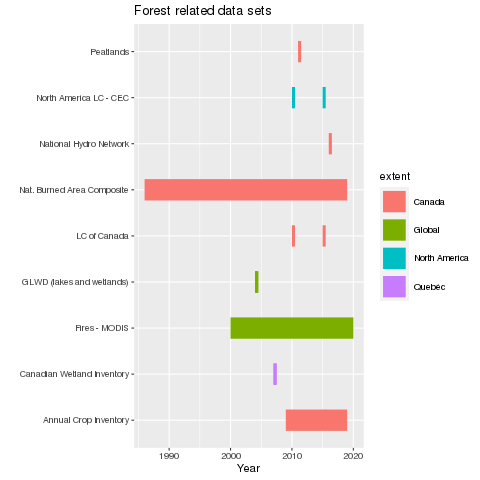 Forest related data sets
Peatlands
North America LC - CEC
National Hydro Network
Nat. Burned Area Composite
LC of Canada
GLWD (lakes and wetlands)
Fires - MODIS
Canadian Wetland Inventory
Annual Crop Inventory
1990 2000 2010 2020
Year
extent
Canada
Global
North America
Quebéc